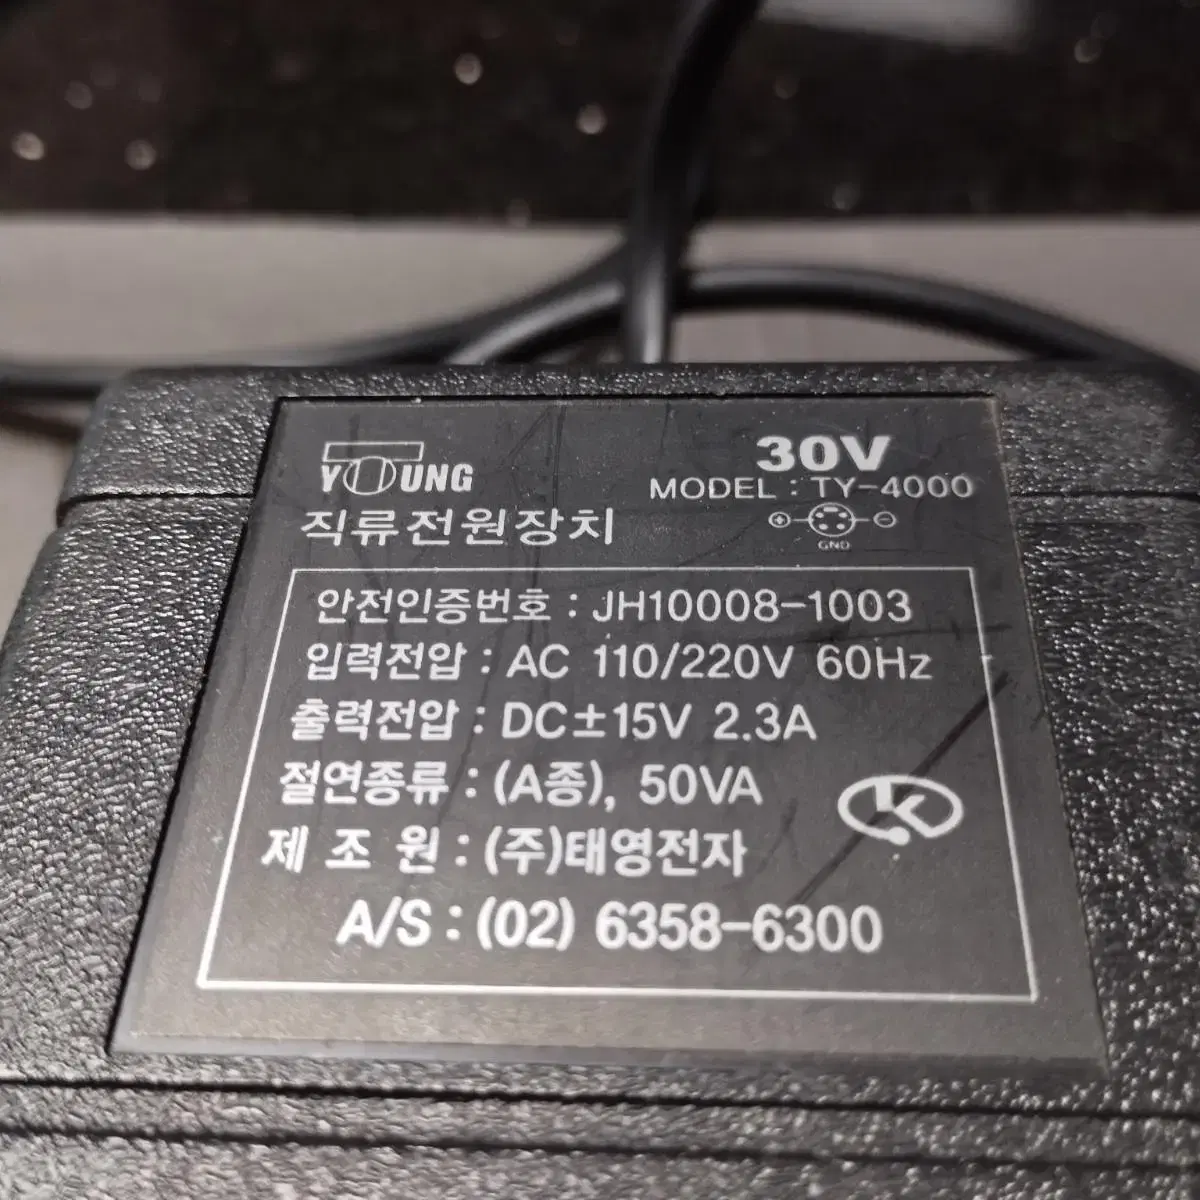 YOUNG
30V
MODEL : TY-4000
직류전원장치
GND
안전인증번호 : JH10008-1003
입력전압 : AC 110/220V 60Hz
출력전압 : DC±15V 2.3A
절연종류 : (A종), 50VA
제 조 원 : (주)태영전자
A/S : (02) 6358-6300